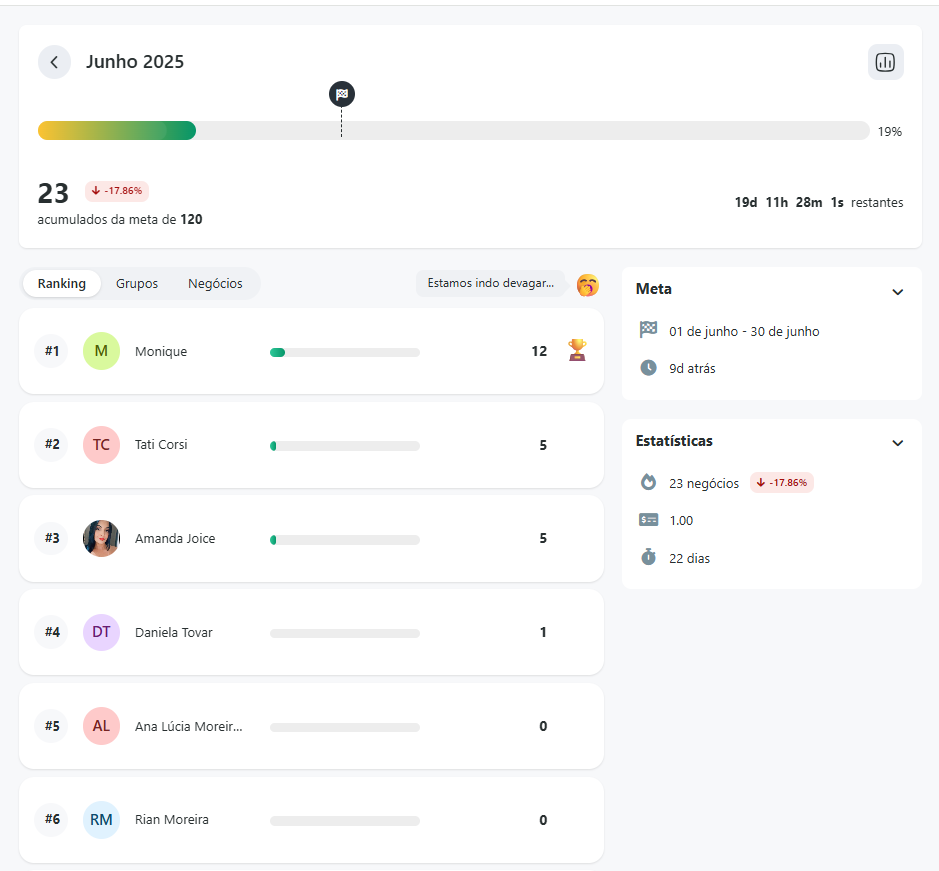 Junho 2025
19%
23 -17.86%
acumulados da meta de 120
19d 11h 28m 1s restantes
Ranking Grupos Negócios
Estamos indo devagar...
#1 M Monique 12
#2 TC Tati Corsi 5
#3 Amanda Joice 5
#4 DT Daniela Tovar 1
#5 AL Ana Lúcia Moreir... 0
#6 RM Rian Moreira 0
Meta
01 de junho - 30 de junho
9d atrás
Estatísticas
23 negócios -17.86%
1.00
22 dias